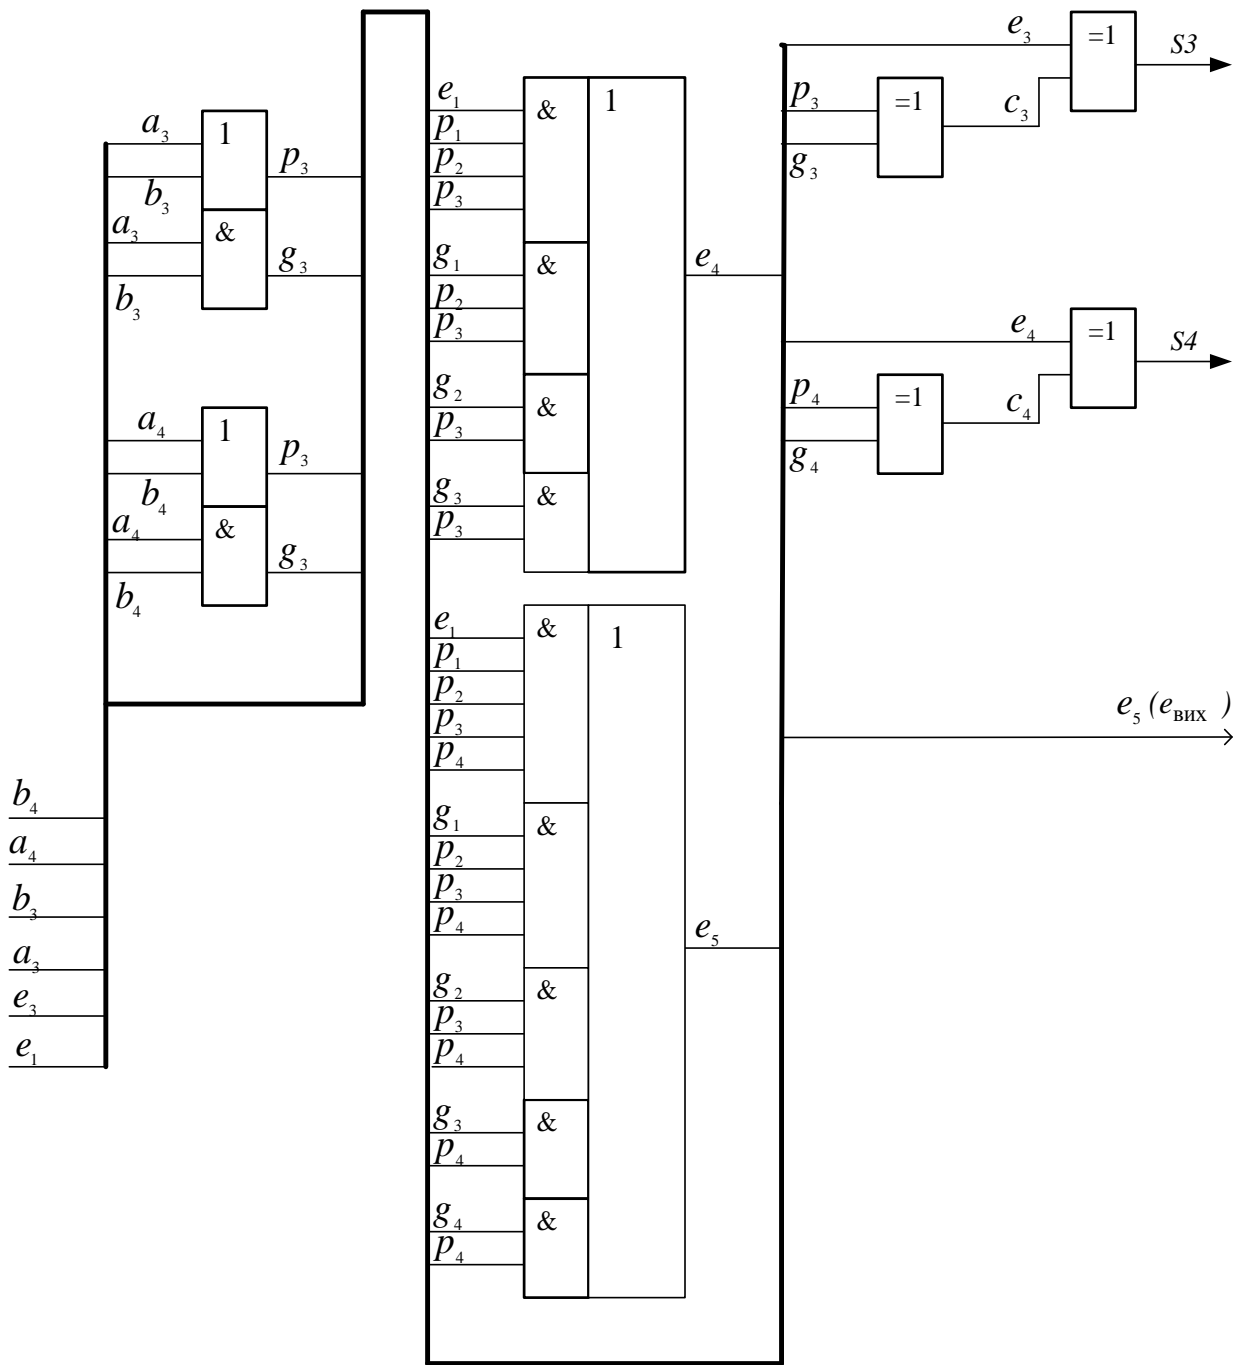 a₃
b₃
1
p₃
a₃
b₃
&
g₃
a₄
b₄
1
p₃
a₄
b₄
&
g₃
b₄
a₄
b₃
a₃
e₃
e₁
e₁
p₁
p₂
p₃
&
1
g₁
p₂
p₃
&
g₂
p₃
&
g₃
p₃
&
e₄
e₁
p₁
p₂
p₃
p₄
&
1
g₁
p₂
p₃
p₄
&
g₂
p₃
p₄
&
g₃
p₄
&
g₄
p₄
&
e₅
e₃
=1
S3
p₃
g₃
=1
c₃
e₄
=1
S4
p₄
g₄
=1
c₄
e₅ (eвих )